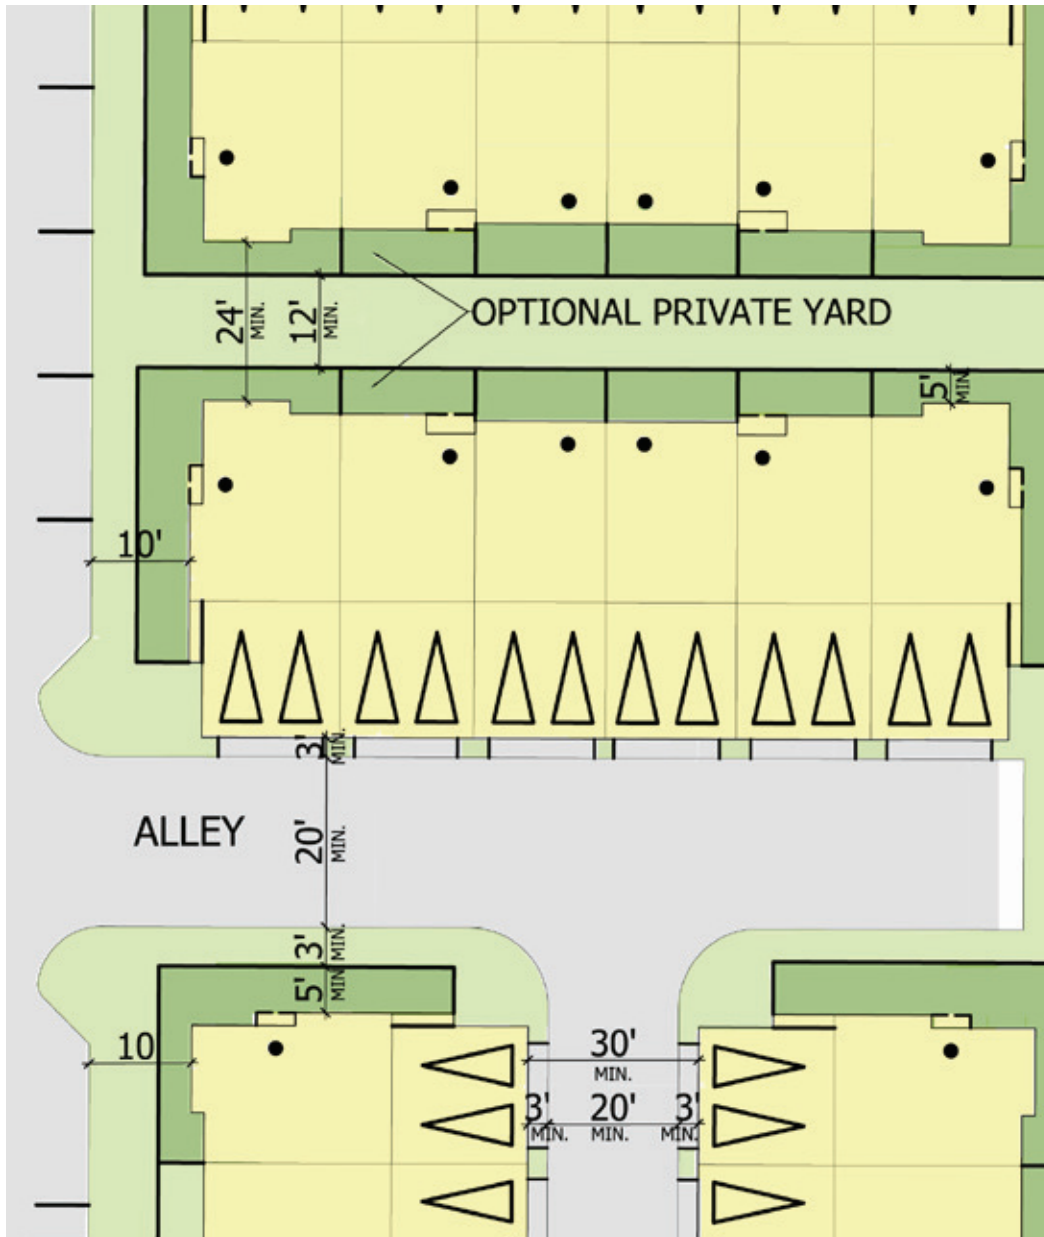 24'
MIN.
12'
MIN.
OPTIONAL PRIVATE YARD
5'
MIN.
10'
3'
MIN.
ALLEY
20'
MIN.
3'
MIN.
5'
MIN
10
30'
MIN.
3'
MIN.
20'
MIN.
3'
MIN.